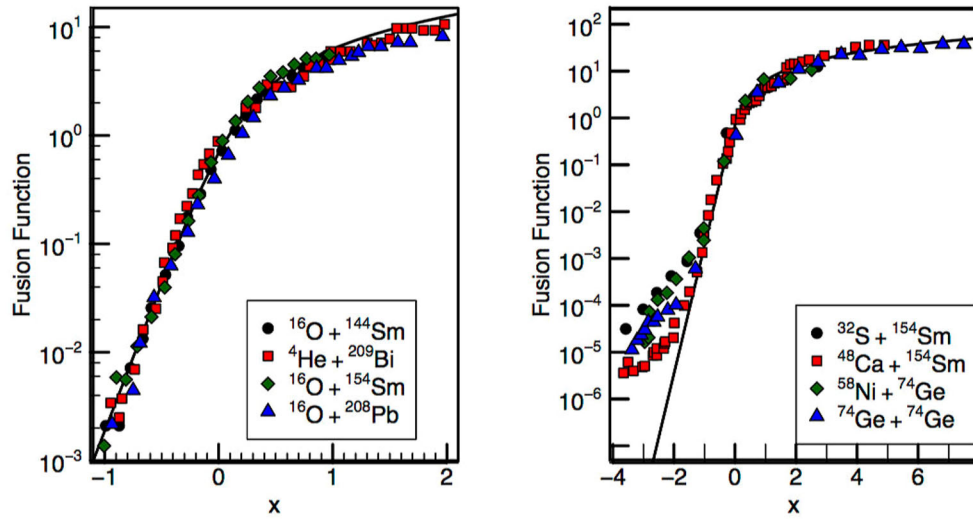 Fusion Function
10¹
10⁰
10⁻¹
10⁻²
10⁻³
¹⁶O + ¹⁴⁴Sm
⁴He + ²⁰⁹Bi
¹⁶O + ¹⁵⁴Sm
¹⁶O + ²⁰⁸Pb
−1 0 1 2
x
Fusion Function
10²
10¹
10⁰
10⁻¹
10⁻²
10⁻³
10⁻⁴
10⁻⁵
10⁻⁶
³²S + ¹⁵⁴Sm
⁴⁸Ca + ¹⁵⁴Sm
⁵⁸Ni + ⁷⁴Ge
⁷⁴Ge + ⁷⁴Ge
−4 −2 0 2 4 6
x